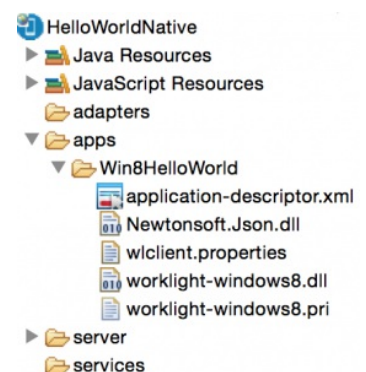 HelloWorldNative
Java Resources
JavaScript Resources
adapters
apps
Win8HelloWorld
application-descriptor.xml
Newtonsoft.Json.dll
wlclient.properties
worklight-windows8.dll
worklight-windows8.pri
server
services